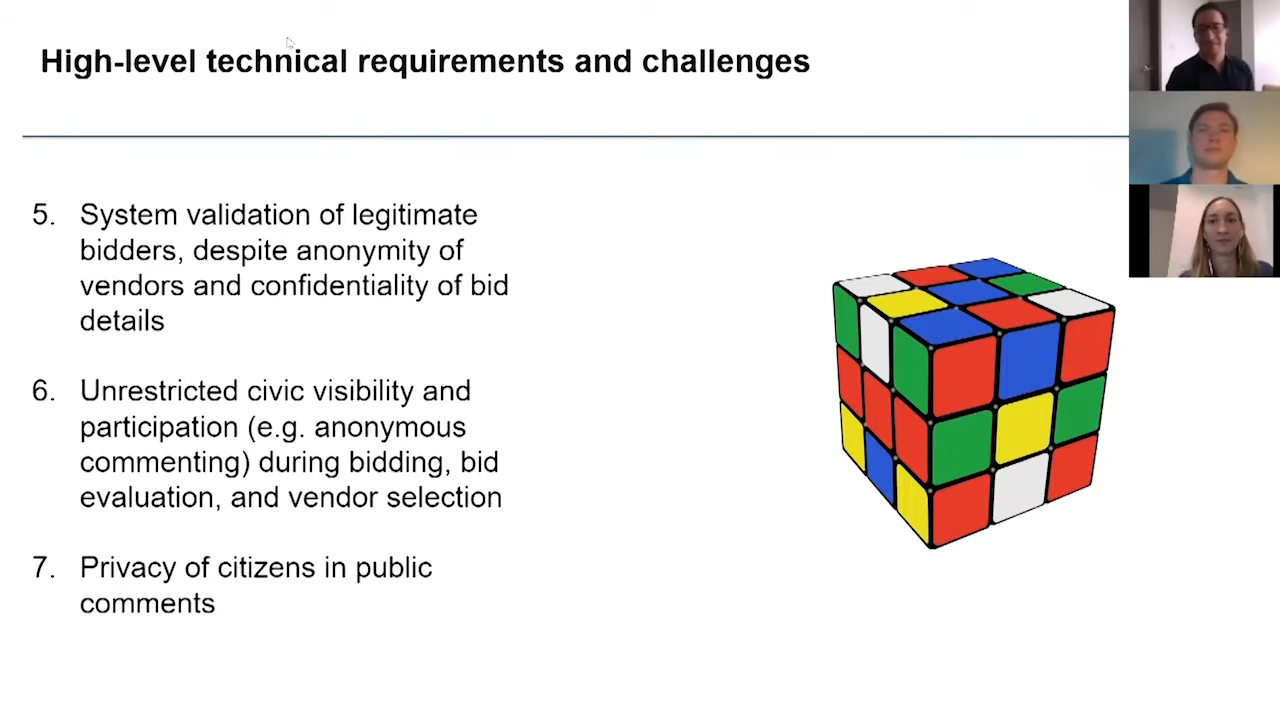 High-level technical requirements and challenges
5. System validation of legitimate
bidders, despite anonymity of
vendors and confidentiality of bid
details
6. Unrestricted civic visibility and
participation (e.g. anonymous
commenting) during bidding, bid
evaluation, and vendor selection
7. Privacy of citizens in public
comments